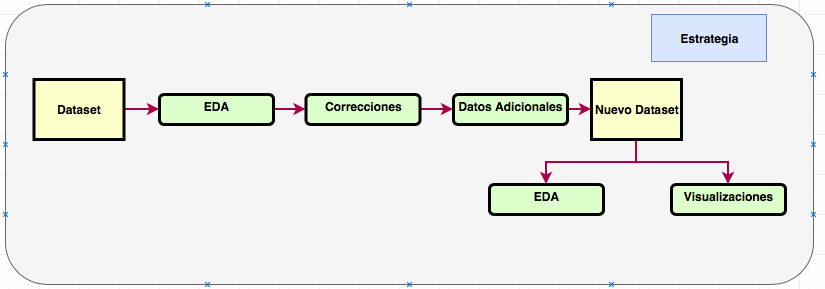 Estrategia
Dataset
EDA
Correcciones
Datos Adicionales
Nuevo Dataset
EDA
Visualizaciones